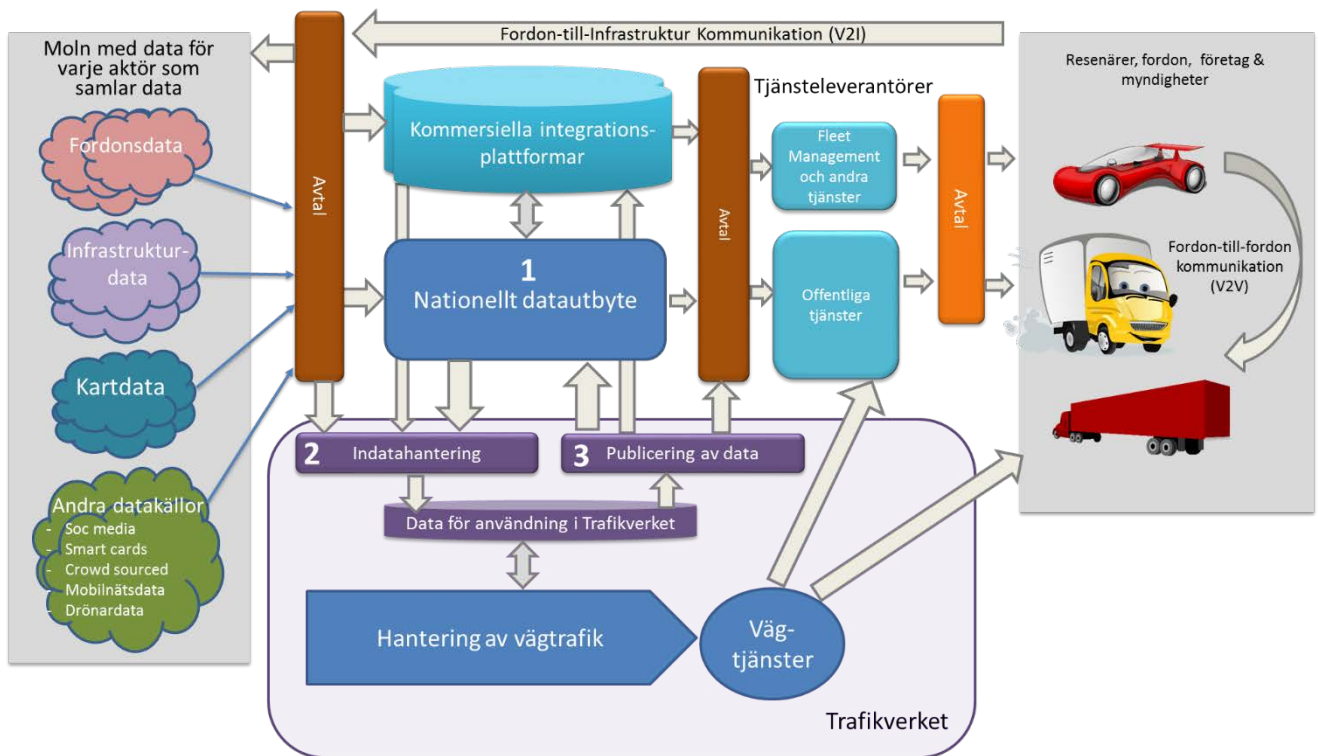 Fordon-till-Infrastruktur Kommunikation (V2I)
Moln med data för
varje aktör som
samlar data
Fordonsdata
Infrastruktur-
data
Kartdata
Andra datakällor
- Soc media
- Smart cards
- Crowd sourced
- Mobilnätsdata
- Drönardata
Avtal
Kommersiella integrations-
plattformar
1
Nationellt datautbyte
Avtal
Tjänsteleverantörer
Fleet
Management
och andra
tjänster
Offentliga
tjänster
Avtal
Resenärer, fordon, företag &
myndigheter
Fordon-till-fordon
kommunikation
(V2V)
2 Indatahantering
3 Publicering av data
Data för användning i Trafikverket
Hantering av vägtrafik
Väg-
tjänster
Trafikverket